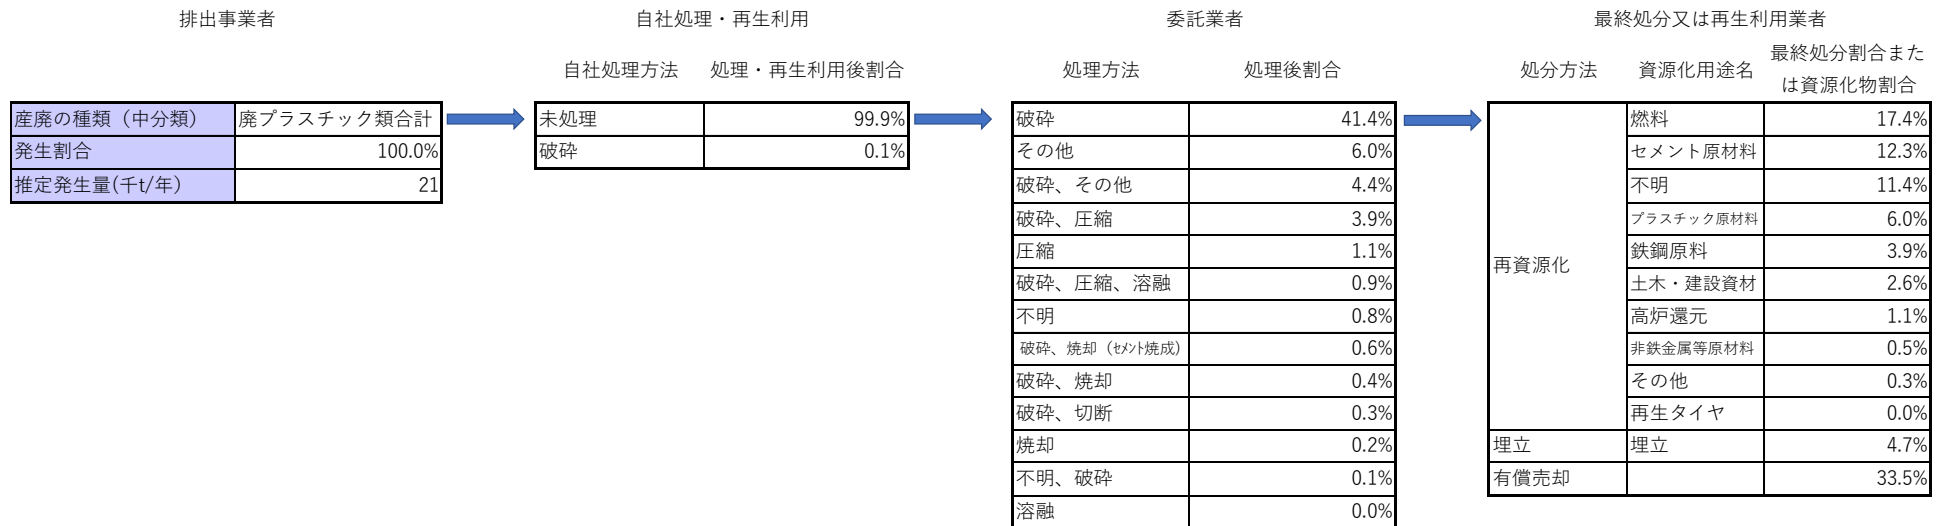 排出事業者
自社処理・再生利用
委託業者
最終処分又は再生利用業者
自社処理方法
処理・再生利用後割合
処理方法
処理後割合
処分方法
資源化用途名
最終処分割合また
は資源化物割合
産廃の種類（中分類） 廃プラスチック類合計
発生割合 100.0%
推定発生量(千t/年） 21
未処理 99.9%
破砕 0.1%
破砕 41.4%
その他 6.0%
破砕、その他 4.4%
破砕、圧縮 3.9%
圧縮 1.1%
破砕、圧縮、溶融 0.9%
不明 0.8%
破砕、焼却（ｾﾒﾝﾄ焼成） 0.6%
破砕、焼却 0.4%
破砕、切断 0.3%
焼却 0.2%
不明、破砕 0.1%
溶融 0.0%
再資源化
燃料 17.4%
セメント原材料 12.3%
不明 11.4%
プラスチック原材料 6.0%
鉄鋼原料 3.9%
土木・建設資材 2.6%
高炉還元 1.1%
非鉄金属等原材料 0.5%
その他 0.3%
再生タイヤ 0.0%
埋立 埋立 4.7%
有償売却 33.5%